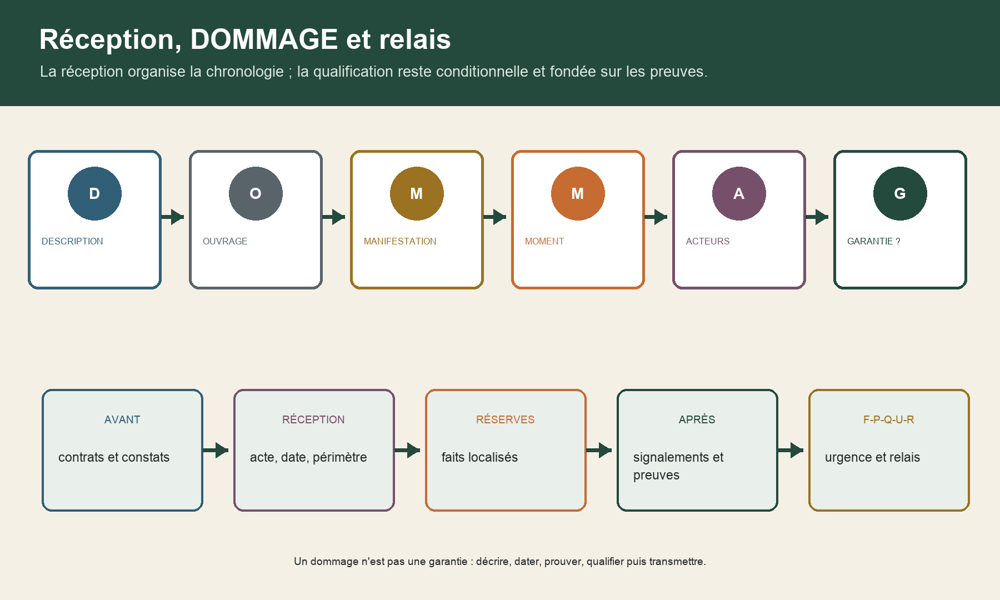 Réception, DOMMAGE et relais
La réception organise la chronologie ; la qualification reste conditionnelle et fondée sur les preuves.
D
DESCRIPTION
O
OUVRAGE
M
MANIFESTATION
M
MOMENT
A
ACTEURS
G
GARANTIE ?
AVANT
contrats et constats
RÉCEPTION
acte, date, périmètre
RÉSERVES
faits localisés
APRÈS
signalements et
preuves
F-P-Q-U-R
urgence et relais
Un dommage n'est pas une garantie : décrire, dater, prouver, qualifier puis transmettre.